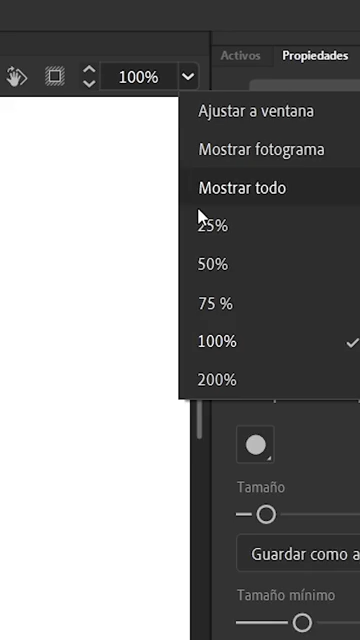 Activos
Propiedades
100%
Ajustar a ventana
Mostrar fotograma
Mostrar todo
25%
50%
75 %
100%
200%
Tamaño
Guardar como a
Tamaño mínimo